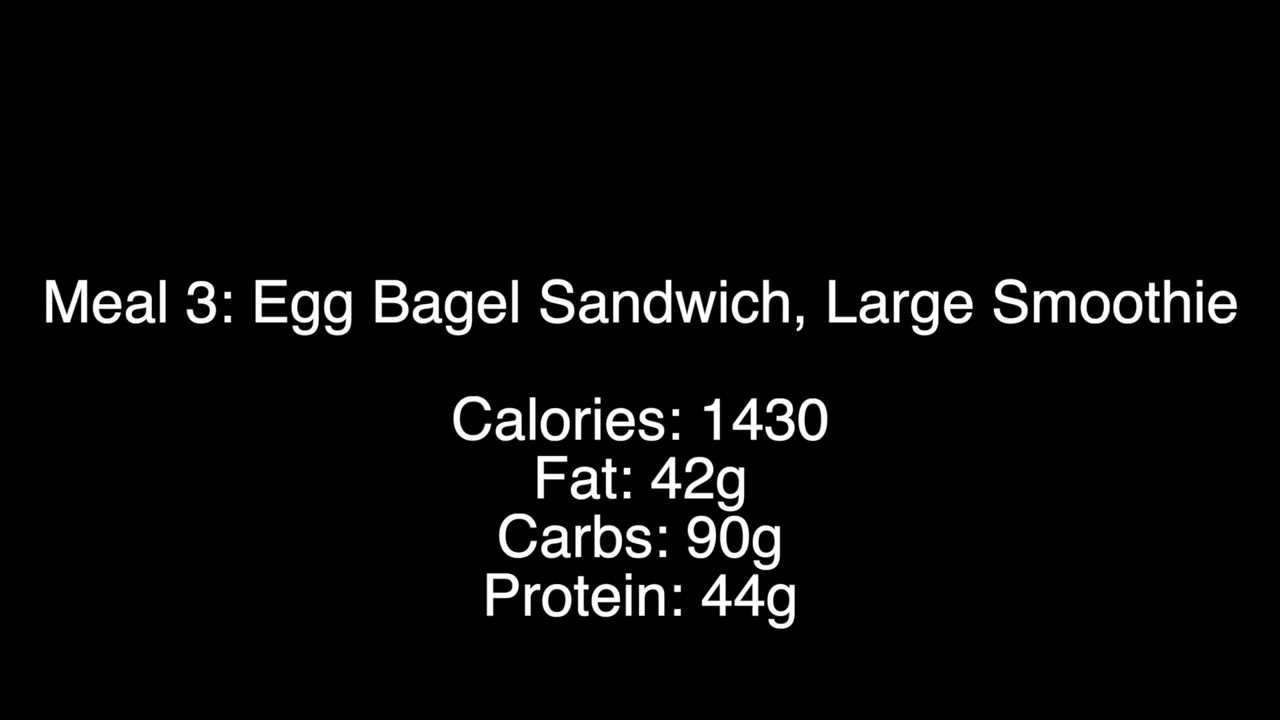 Meal 3: Egg Bagel Sandwich, Large Smoothie
Calories: 1430
Fat: 42g
Carbs: 90g
Protein: 44g